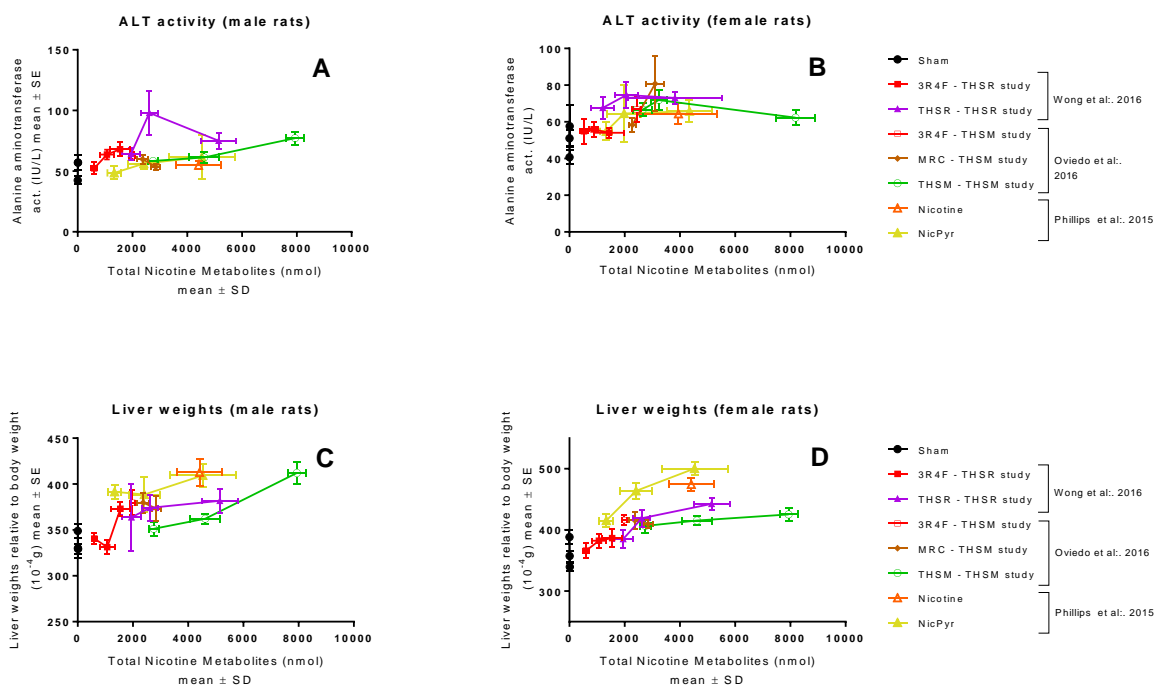 ALT activity (male rats)
150
100
50
0
Alanine aminotransferase
act. (IU/L) mean ± SE
A
0 2000 4000 6000 8000 10000
Total Nicotine Metabolites (nmol)
mean ± SD
ALT activity (female rats)
100
80
60
40
20
0
Alanine aminotransferase
act. (IU/L)
B
0 2000 4000 6000 8000 10000
Total Nicotine Metabolites (nmol)
mean ± SD
Sham
3R4F - THSR study
THSR - THSR study
3R4F - THSM study
MRC - THSM study
THSM - THSM study
Nicotine
NicPyr
Wong et al:. 2016
Oviedo et al:.
2016
Phillips et al:. 2015
Liver weights (male rats)
450
400
350
300
250
Liver weights relative to body weight
(10⁻⁴g) mean ± SE
C
0 2000 4000 6000 8000 10000
Total Nicotine Metabolites (nmol)
mean ± SD
Liver weights (female rats)
500
400
300
Liver weights relative to body weight
(10⁻⁴g) mean ± SE
D
0 2000 4000 6000 8000 10000
Total Nicotine Metabolites (nmol)
mean ± SD
Sham
3R4F - THSR study
THSR - THSR study
3R4F - THSM study
MRC - THSM study
THSM - THSM study
Nicotine
NicPyr
Wong et al:. 2016
Oviedo et al:. 2016
Phillips et al:. 2015